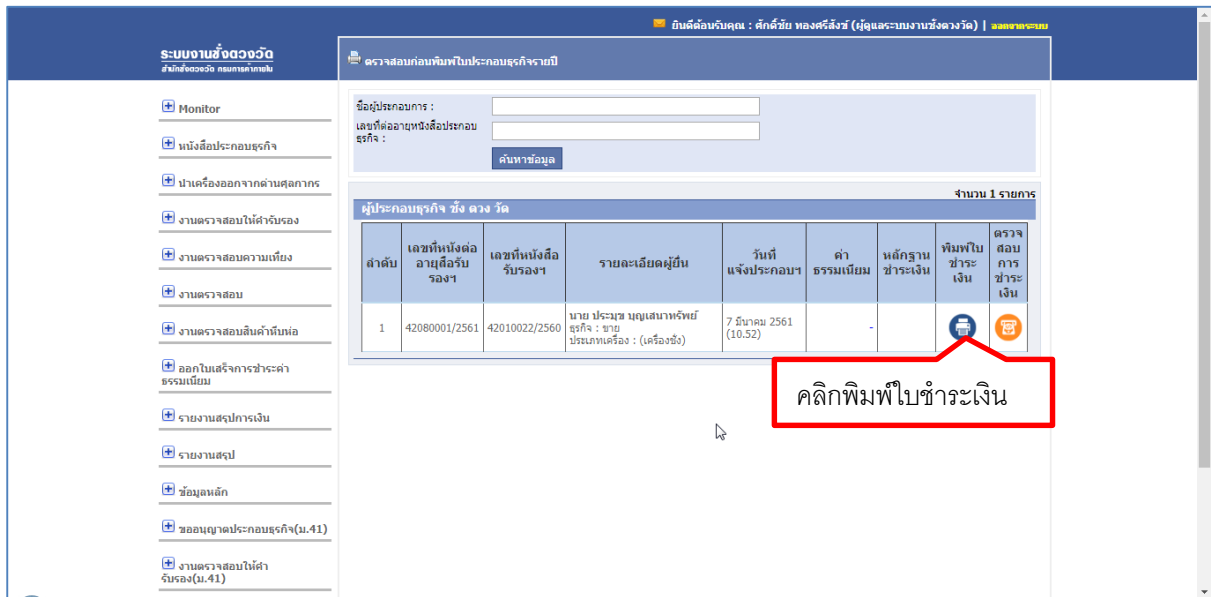 ยินดีต้อนรับคุณ : ศักดิ์ชัย ทองศรีสังข์ (ผู้ดูแลระบบงานชั่งตวงวัด) | ออกจากระบบ
ระบบงานชั่งตวงวัด
สำนักชั่งตวงวัด กรมการค้าภายใน
ตรวจสอบก่อนพิมพ์ใบประกอบธุรกิจรายปี
Monitor
หนังสือประกอบธุรกิจ
นำเครื่องออกจากด่านศุลกากร
งานตรวจสอบให้คำรับรอง
งานตรวจสอบความเที่ยง
งานตรวจสอบ
งานตรวจสอบสินค้าหีบห่อ
ออกใบเสร็จการชำระค่า
ธรรมเนียม
รายงานสรุปการเงิน
รายงานสรุป
ข้อมูลหลัก
ขออนุญาตประกอบธุรกิจ(ม.41)
งานตรวจสอบให้คำ
รับรอง(ม.41)
ชื่อผู้ประกอบการ :
เลขที่ต่ออายุหนังสือประกอบ
ธุรกิจ :
ค้นหาข้อมูล
จำนวน 1 รายการ
ผู้ประกอบธุรกิจ ชั่ง ตวง วัด
ลำดับ
เลขที่หนังต่อ
อายุสือรับ
รองฯ
เลขที่หนังสือ
รับรองฯ
รายละเอียดผู้ยื่น
วันที่
แจ้งประกอบฯ
ค่า
ธรรมเนียม
หลักฐาน
ชำระเงิน
พิมพ์ใบ
ชำระ
เงิน
ตรวจ
สอบ
การ
ชำระ
เงิน
1
42080001/2561
42010022/2560
นาย ประมุข บุญเสนาทรัพย์
ธุรกิจ : ขาย
ประเภทเครื่อง : (เครื่องชั่ง)
7 มีนาคม 2561
(10.52)
-
คลิกพิมพ์ใบชำระเงิน